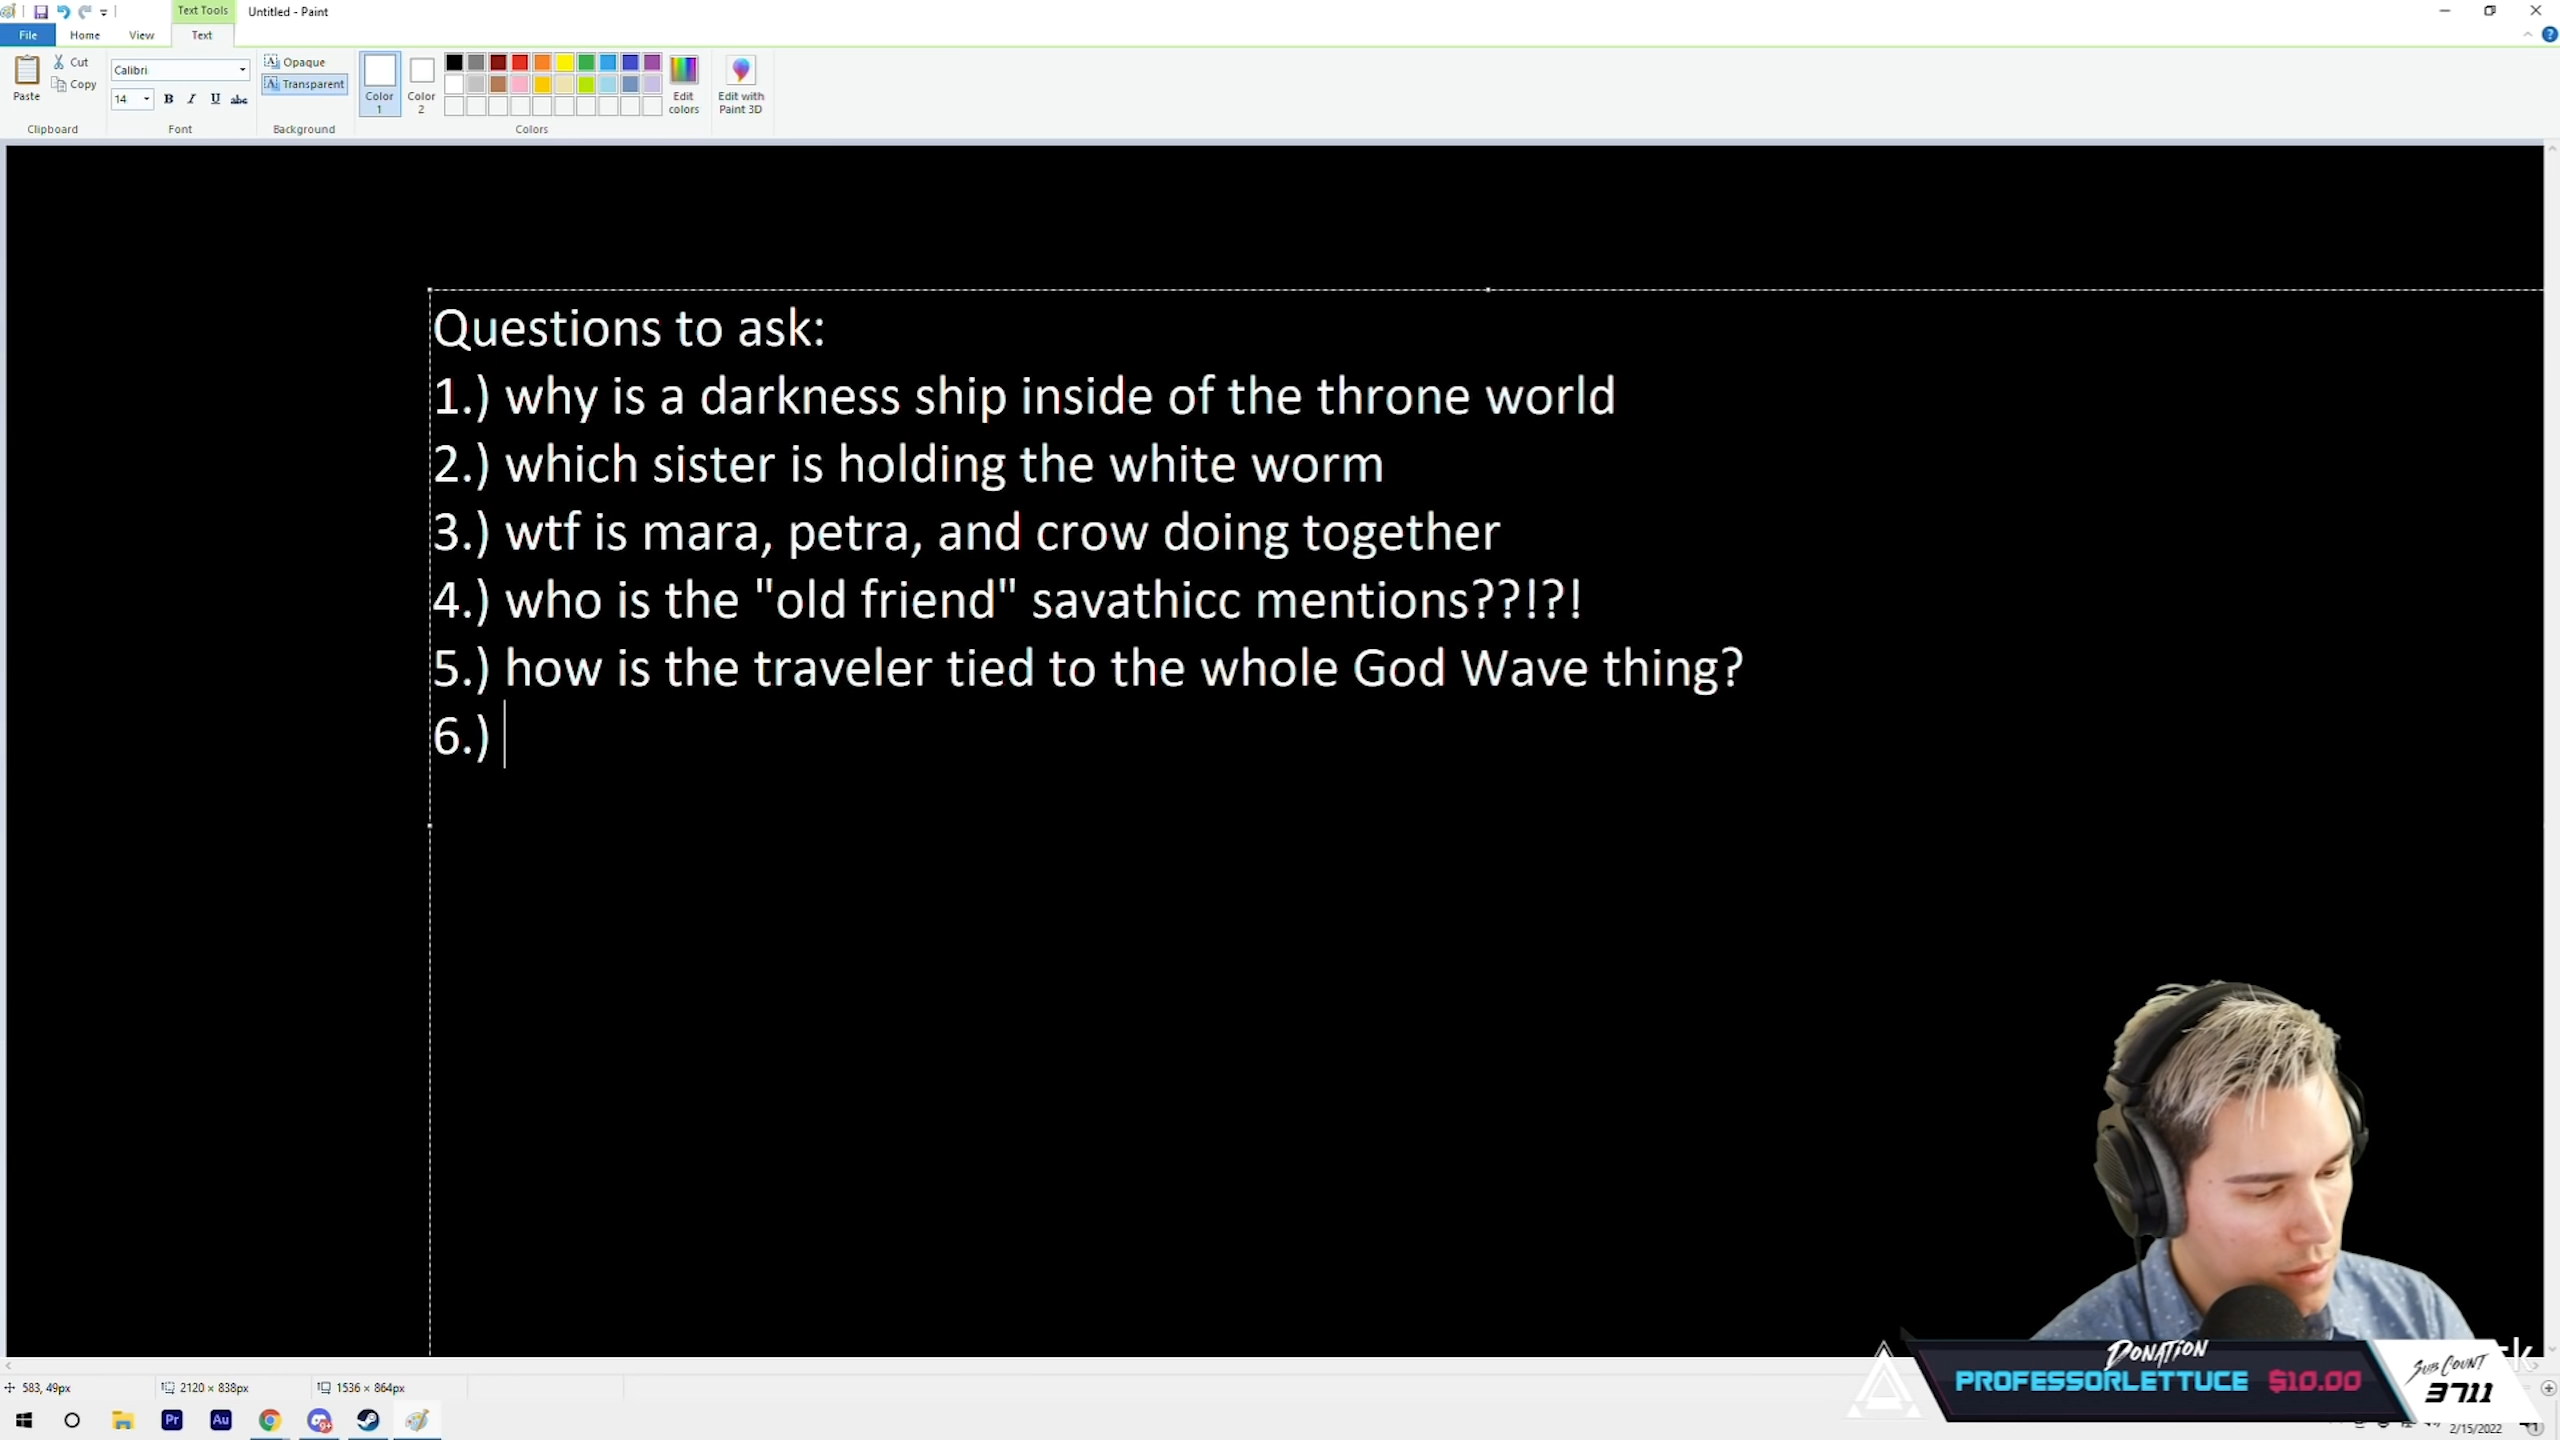 Text Tools
Untitled - Paint
File
Home
View
Text
Paste
Cut
Copy
Clipboard
Calibri
14
B
I
U
abc
Font
Opaque
Transparent
Background
Color 1
Color 2
Edit colors
Colors
Edit with Paint 3D
Questions to ask:
1.) why is a darkness ship inside of the throne world
2.) which sister is holding the white worm
3.) wtf is mara, petra, and crow doing together
4.) who is the "old friend" savathicc mentions??!?!
5.) how is the traveler tied to the whole God Wave thing?
6.)
DONATION
PROFESSORLETTUCE $10.00
SUB COUNT
3711
583, 49px
2120 × 838px
1536 × 864px
Pr
Au
2/15/2022